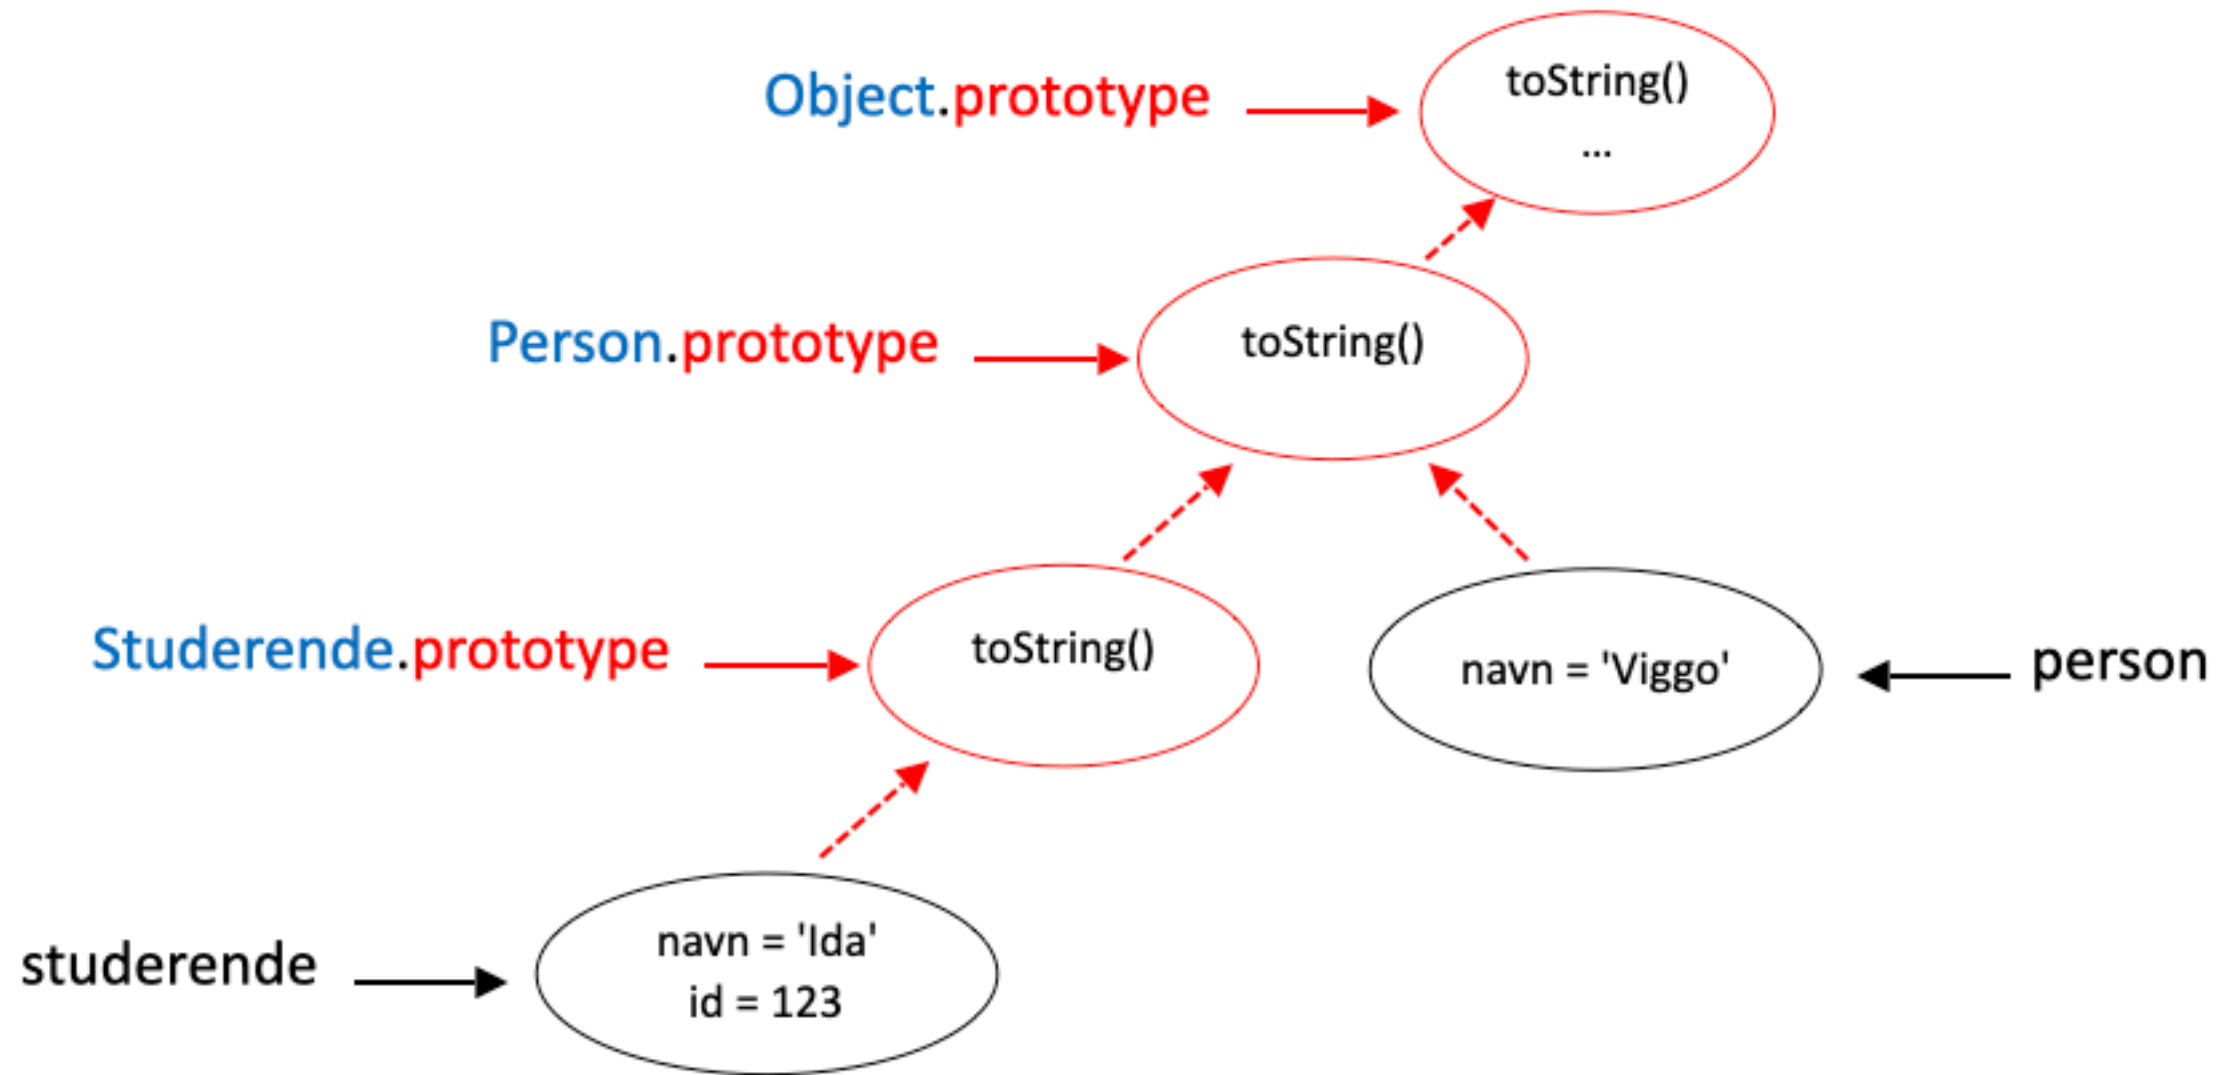 Object.prototype
toString()
...
Person.prototype
toString()
Studerende.prototype
toString()
navn = 'Viggo'
person
studerende
navn = 'Ida'
id = 123